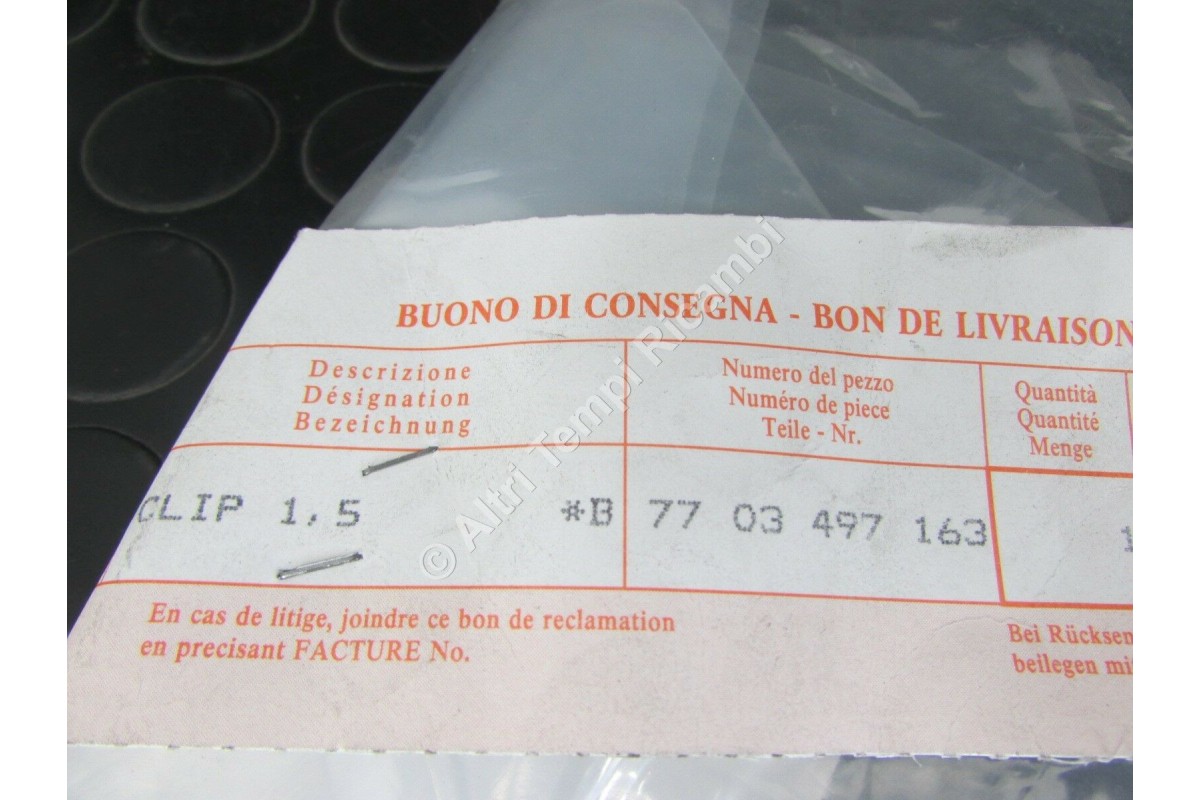 BUONO DI CONSEGNA - BON DE LIVRAISON
Descrizione
Désignation
Bezeichnung
Numero del pezzo
Numéro de piece
Teile - Nr.
Quantità
Quantité
Menge
CLIP 1,5 *B 77 03 497 163 1
En cas de litige, joindre ce bon de reclamation
en precisant FACTURE No.
Bei Rücksen
beilegen mi
© Altri Tempi Ricambi